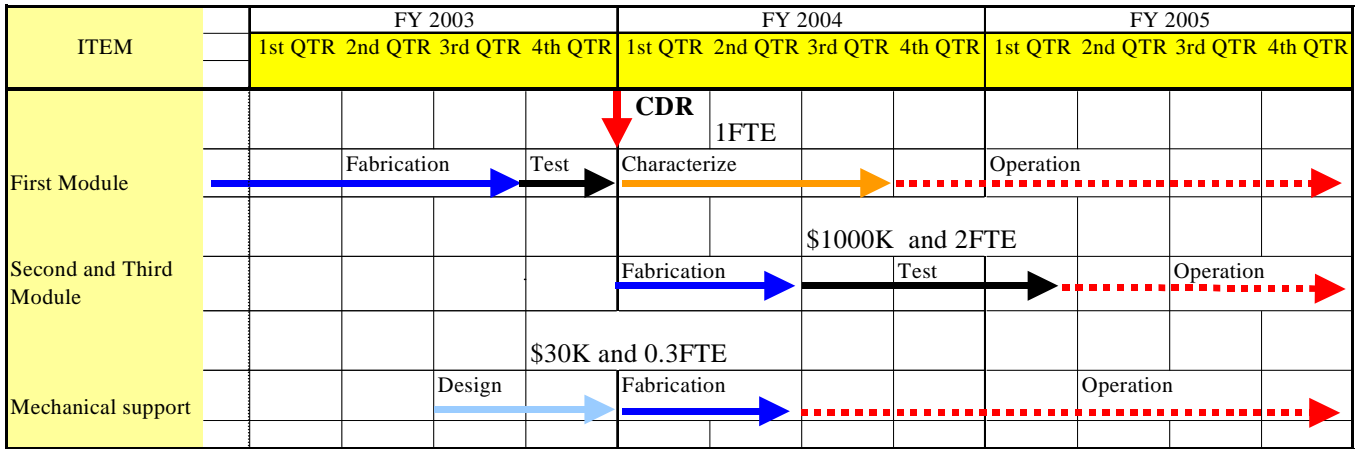 FY 2003 FY 2004 FY 2005
ITEM 1st QTR 2nd QTR 3rd QTR 4th QTR 1st QTR 2nd QTR 3rd QTR 4th QTR 1st QTR 2nd QTR 3rd QTR 4th QTR
CDR
1FTE
Fabrication Test Characterize Operation
First Module
$1000K and 2FTE
Second and Third Fabrication Test Operation
Module
$30K and 0.3FTE
Design Fabrication Operation
Mechanical support